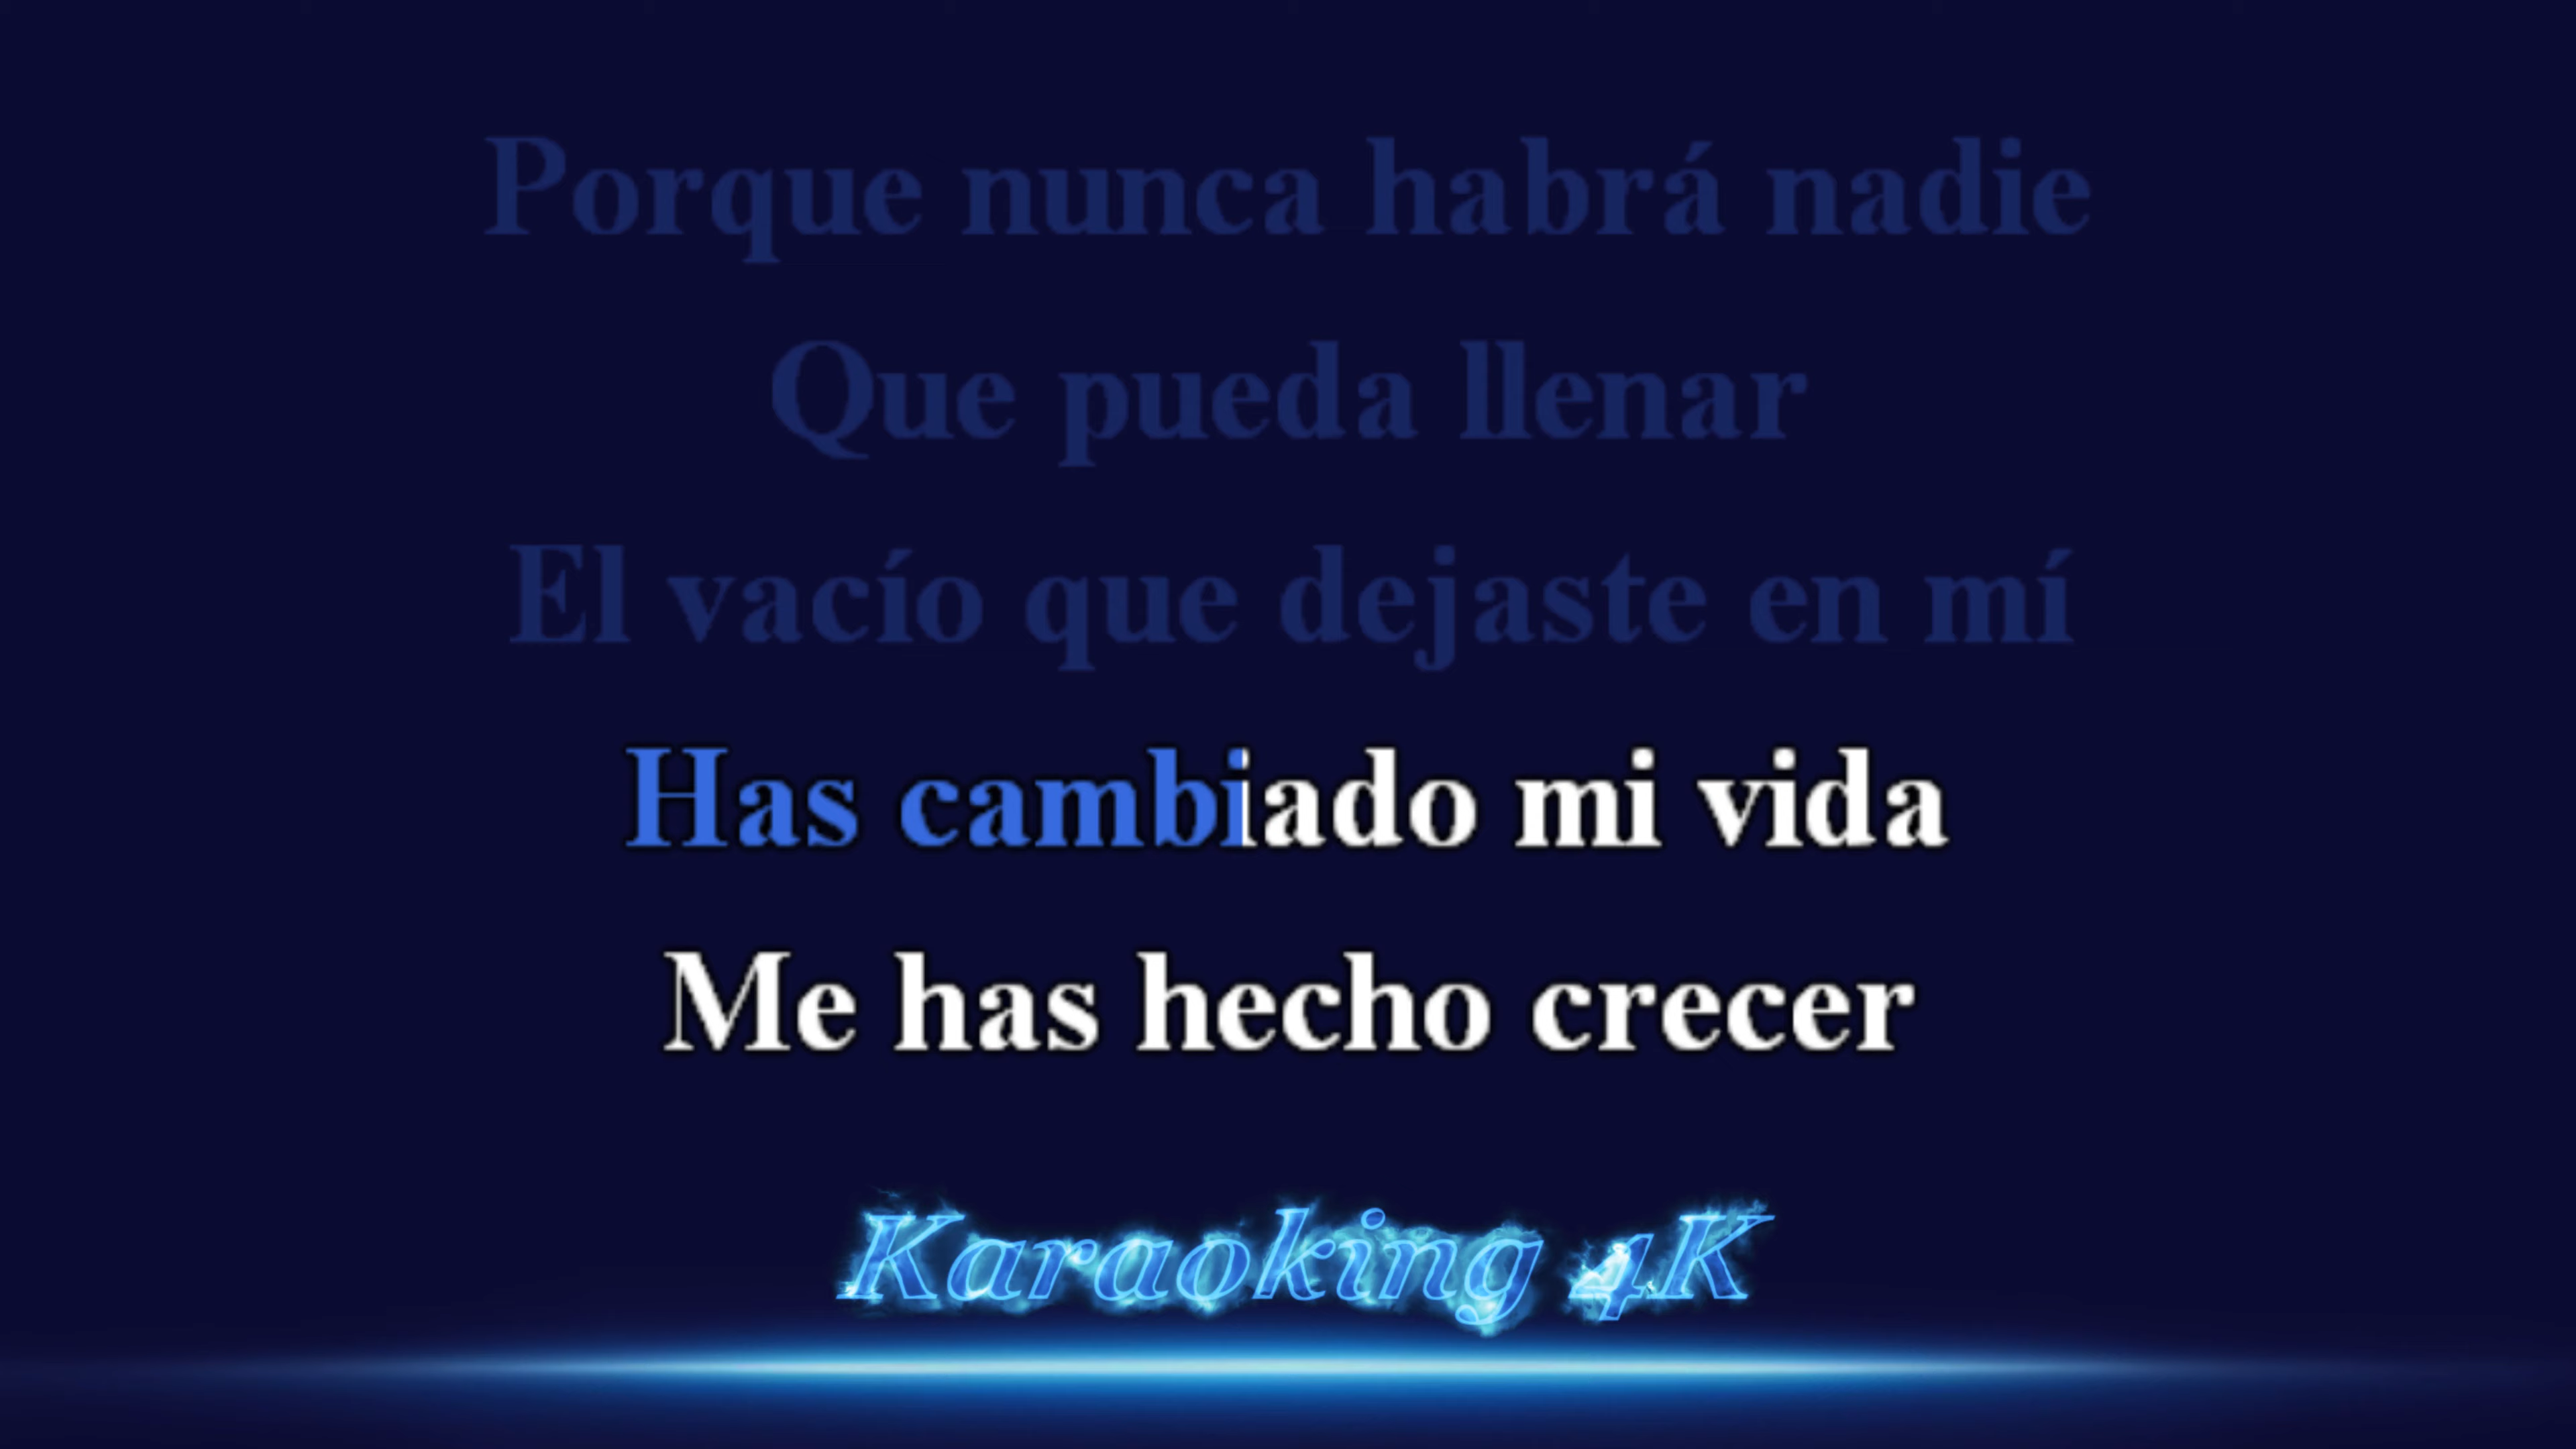 Porque nunca habrá nadie
Que pueda llenar
El vacío que dejaste en mí
Has cambiado mi vida
Me has hecho crecer
Karaoking 4K